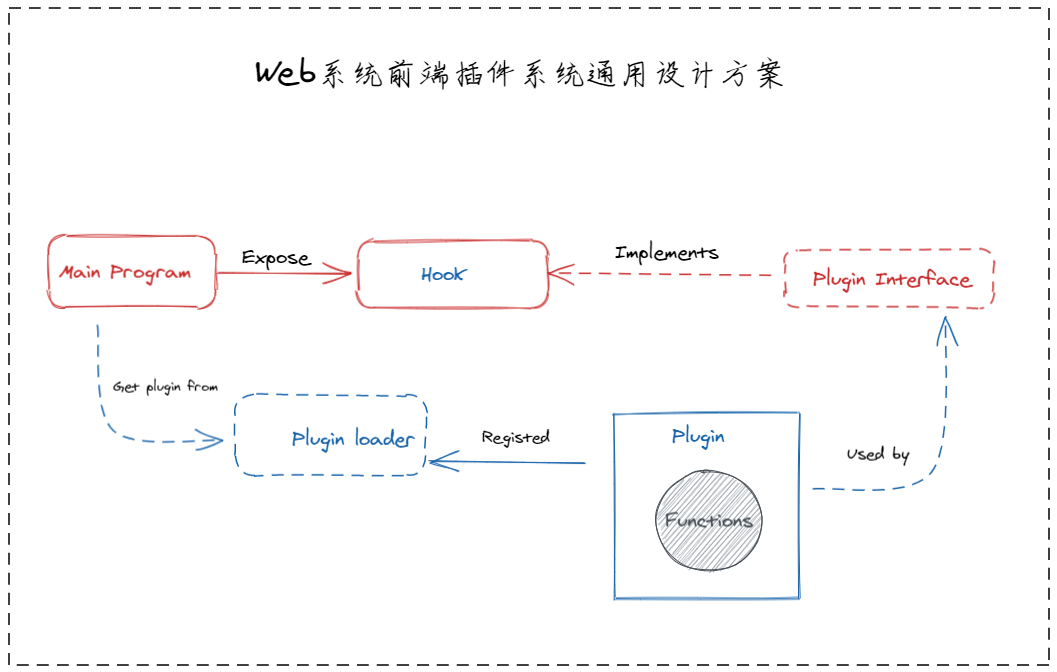 Web系统前端插件系统通用设计方案
Expose
Implements
Main Program
Hook
Plugin Interface
Get plugin from
Plugin loader
Registed
Plugin
Used by
Functions